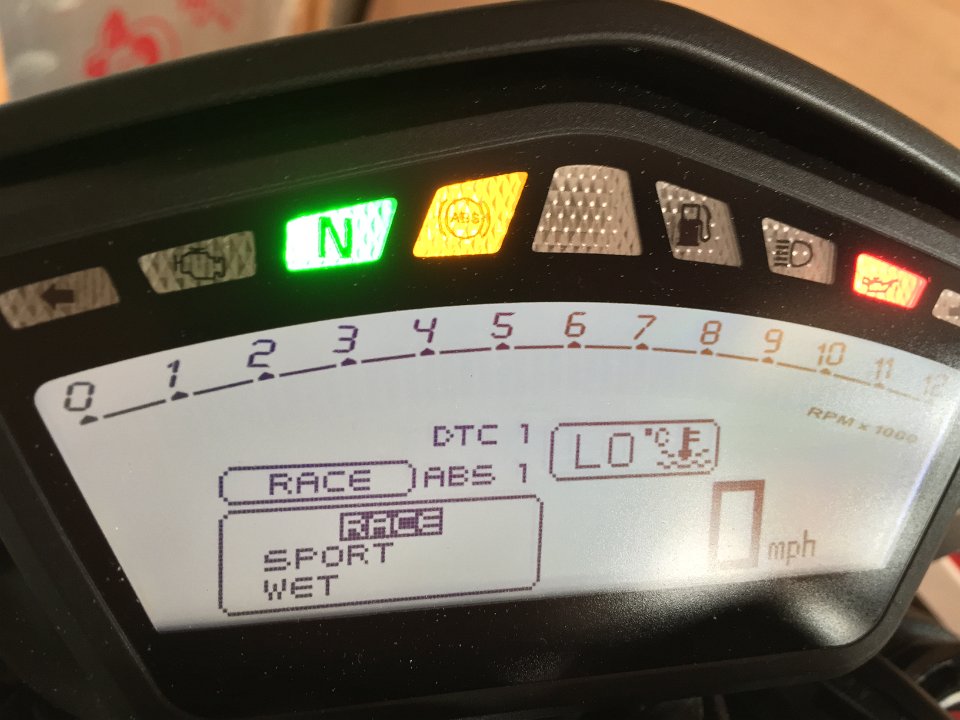 N
ABS
0 1 2 3 4 5 6 7 8 9 10 11 12
RPM x 1000
DTC 1
LO °C
RACE ABS 1
RACE
SPORT
WET
0 mph